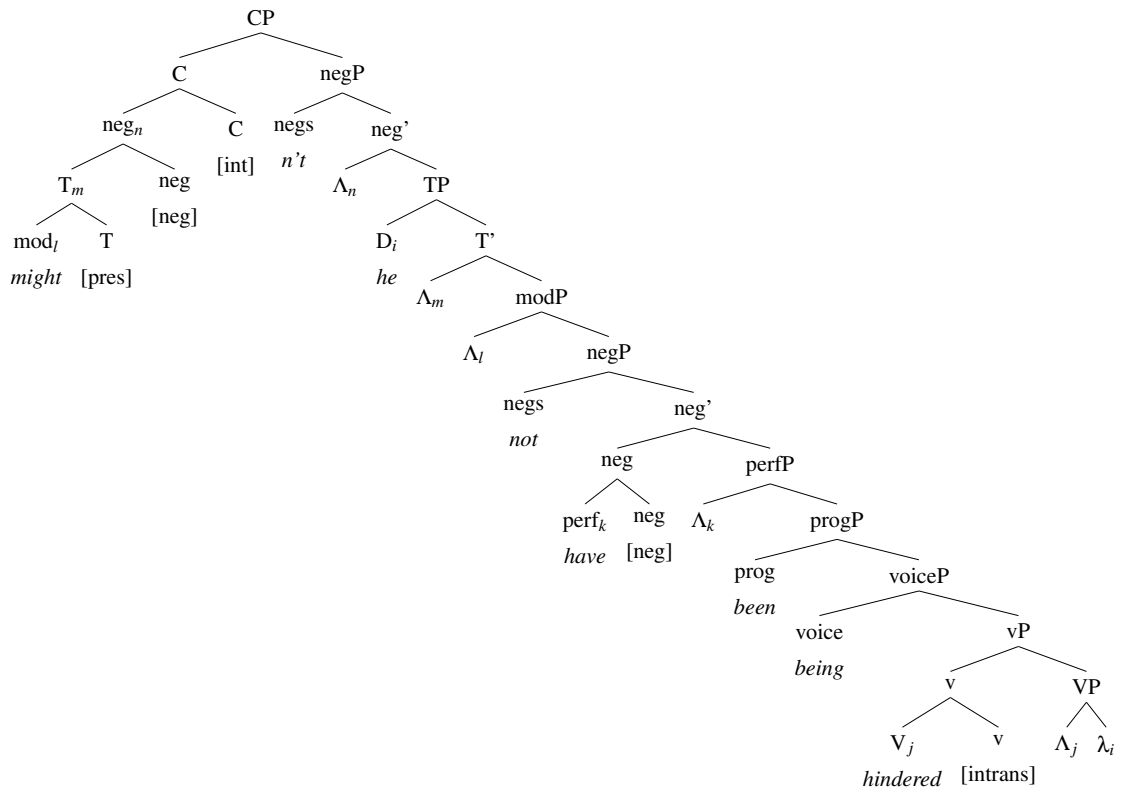 CP
C negP
neg_n C negs neg’
[int] n’t
T_m neg Λ_n TP
[neg]
mod_l T D_i T’
might [pres] he
Λ_m modP
Λ_l negP
negs neg’
not
neg perfP
perf_k neg Λ_k progP
have [neg]
prog voiceP
been
voice vP
being
v VP
V_j v Λ_j λ_i
hindered [intrans]